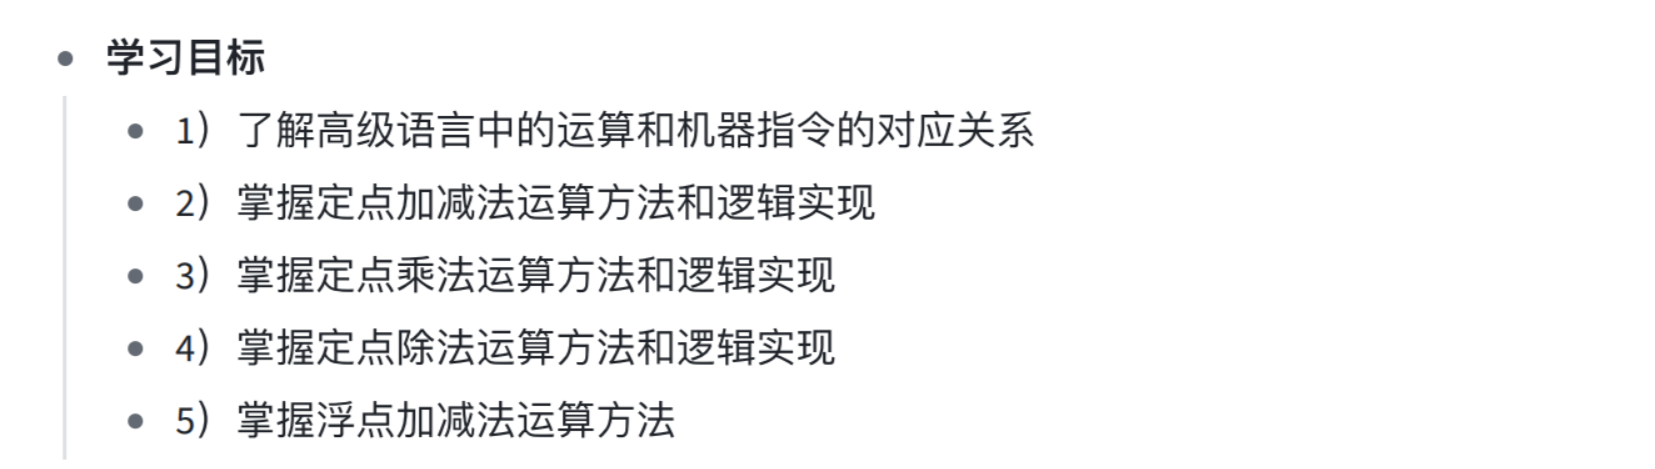 学习目标
1）了解高级语言中的运算和机器指令的对应关系
2）掌握定点加减法运算方法和逻辑实现
3）掌握定点乘法运算方法和逻辑实现
4）掌握定点除法运算方法和逻辑实现
5）掌握浮点加减法运算方法